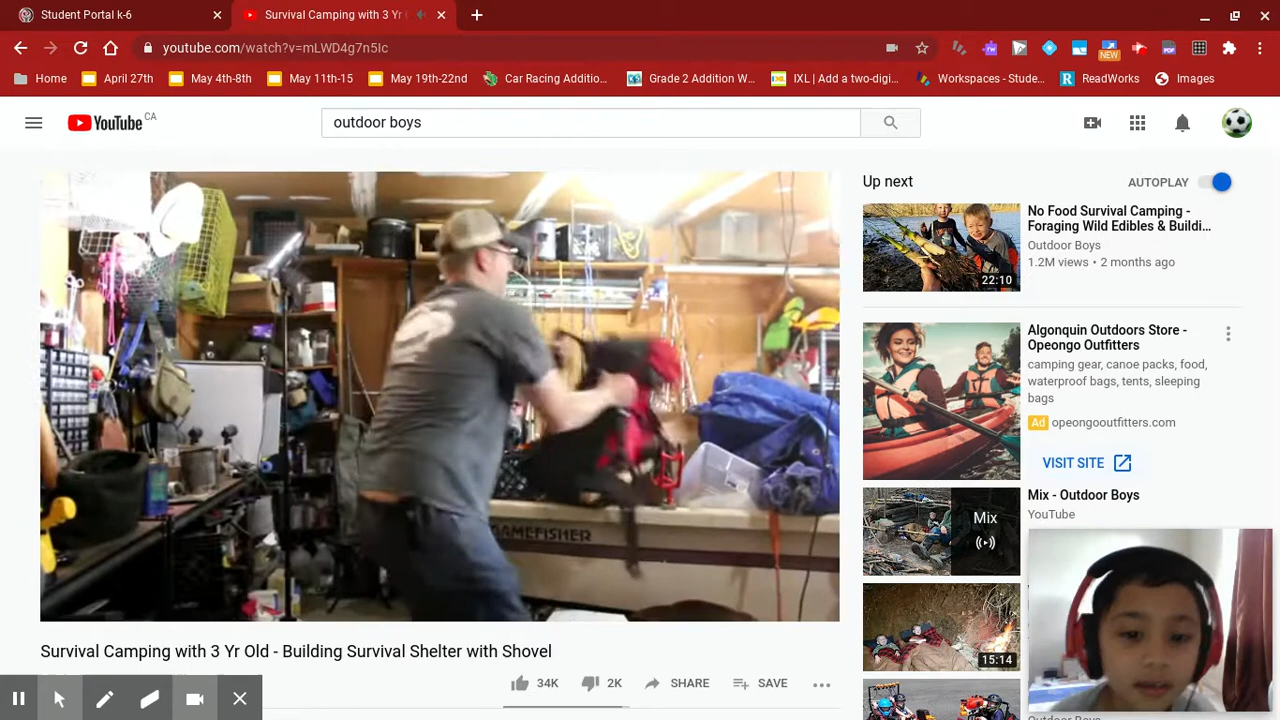 Student Portal k-6
Survival Camping with 3 Yr
youtube.com/watch?v=mLWD4g7n5Ic
NEW
Home
April 27th
May 4th-8th
May 11th-15
May 19th-22nd
Car Racing Additio...
Grade 2 Addition W...
IXL | Add a two-digi...
Workspaces - Stude...
ReadWorks
Images
YouTube CA
outdoor boys
Up next
AUTOPLAY
No Food Survival Camping -
Foraging Wild Edibles & Buildi...
Outdoor Boys
1.2M views • 2 months ago
22:10
Algonquin Outdoors Store -
Opeongo Outfitters
camping gear, canoe packs, food,
waterproof bags, tents, sleeping
bags
Ad opeongooutfitters.com
VISIT SITE
Mix - Outdoor Boys
YouTube
Mix
15:14
GAMEFISHER
Survival Camping with 3 Yr Old - Building Survival Shelter with Shovel
34K
2K
SHARE
SAVE